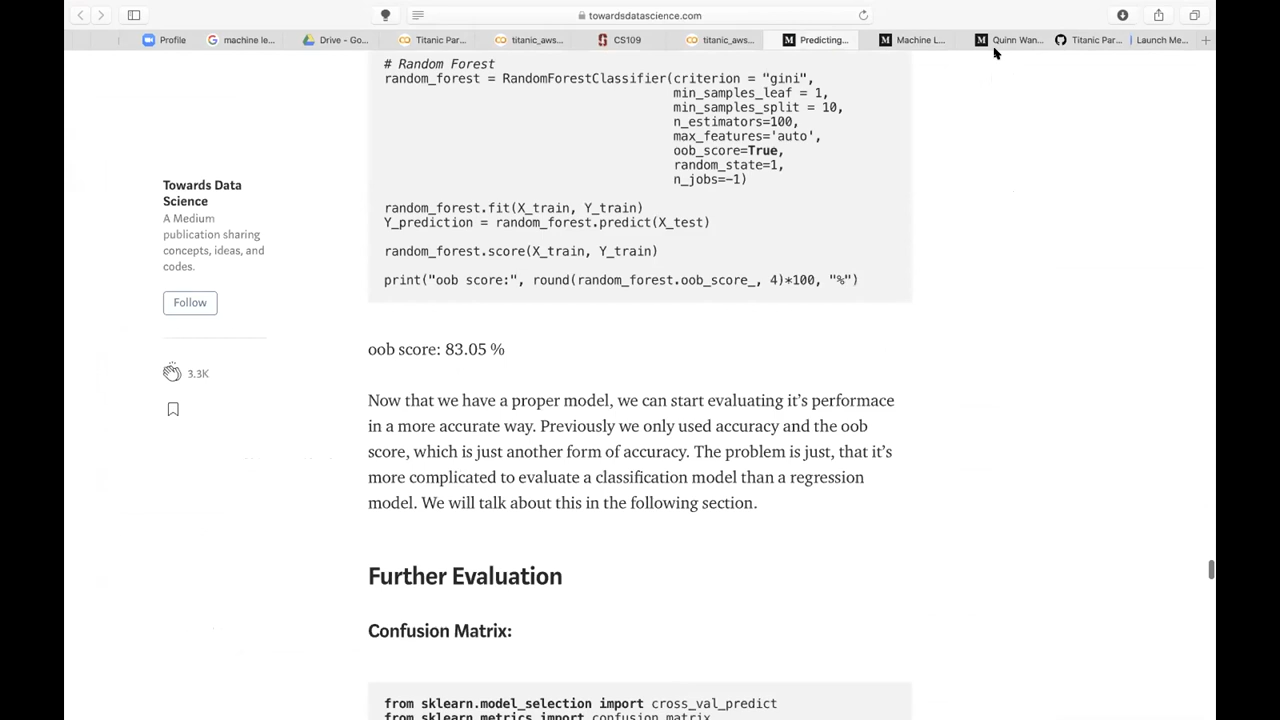 towardsdatascience.com
Profile
machine le...
Drive - Go...
Titanic Par...
titanic_aws...
CS109
titanic_aws...
Predicting...
Machine L...
Quinn Wan...
Titanic Par...
Launch Me...
# Random Forest
random_forest = RandomForestClassifier(criterion = "gini",
min_samples_leaf = 1,
min_samples_split = 10,
n_estimators=100,
max_features='auto',
oob_score=True,
random_state=1,
n_jobs=-1)
random_forest.fit(X_train, Y_train)
Y_prediction = random_forest.predict(X_test)
random_forest.score(X_train, Y_train)
print("oob score:", round(random_forest.oob_score_, 4)*100, "%")
Towards Data
Science
A Medium
publication sharing
concepts, ideas, and
codes.
Follow
3.3K
oob score: 83.05 %
Now that we have a proper model, we can start evaluating it’s performace
in a more accurate way. Previously we only used accuracy and the oob
score, which is just another form of accuracy. The problem is just, that it’s
more complicated to evaluate a classification model than a regression
model. We will talk about this in the following section.
Further Evaluation
Confusion Matrix:
from sklearn.model_selection import cross_val_predict
from sklearn.metrics import confusion_matrix